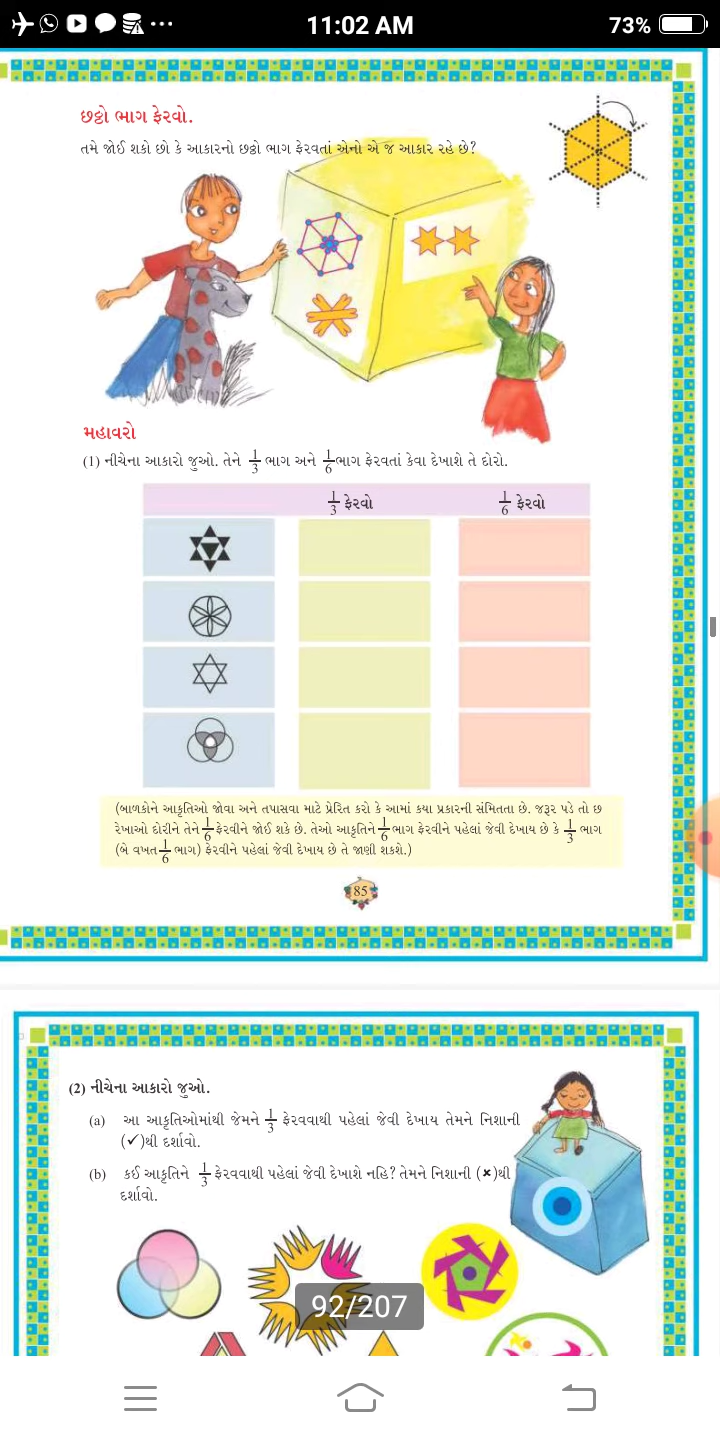 11:02 AM
73%
છઠ્ઠો ભાગ ફેરવો.
તમે જોઈ શકો છો કે આકારનો છઠ્ઠો ભાગ ફેરવતાં એનો એ જ આકાર રહે છે?
મહાવરો
(1) નીચેના આકારો જુઓ. તેને 1/3 ભાગ અને 1/6 ભાગ ફેરવતાં કેવા દેખાશે તે દોરો.
1/3 ફેરવો 1/6 ફેરવો
(બાળકોને આકૃતિઓ જોવા અને તપાસવા માટે પ્રેરિત કરો કે આમાં કયા પ્રકારની સંમિતતા છે. જરૂર પડે તો છ
રેખાઓ દોરીને તેને 1/6 ફેરવીને જોઈ શકે છે. તેઓ આકૃતિને 1/6 ભાગ ફેરવીને પહેલાં જેવી દેખાય છે કે 1/3 ભાગ
(બે વખત 1/6 ભાગ) ફેરવીને પહેલાં જેવી દેખાય છે તે જાણી શકશે.)
85
(2) નીચેના આકારો જુઓ.
(a) આ આકૃતિઓમાંથી જેમને 1/3 ફેરવવાથી પહેલાં જેવી દેખાય તેમને નિશાની
(✓)થી દર્શાવો.
(b) કઈ આકૃતિને 1/3 ફેરવવાથી પહેલાં જેવી દેખાશે નહિ? તેમને નિશાની (×)થી
દર્શાવો.
92/207